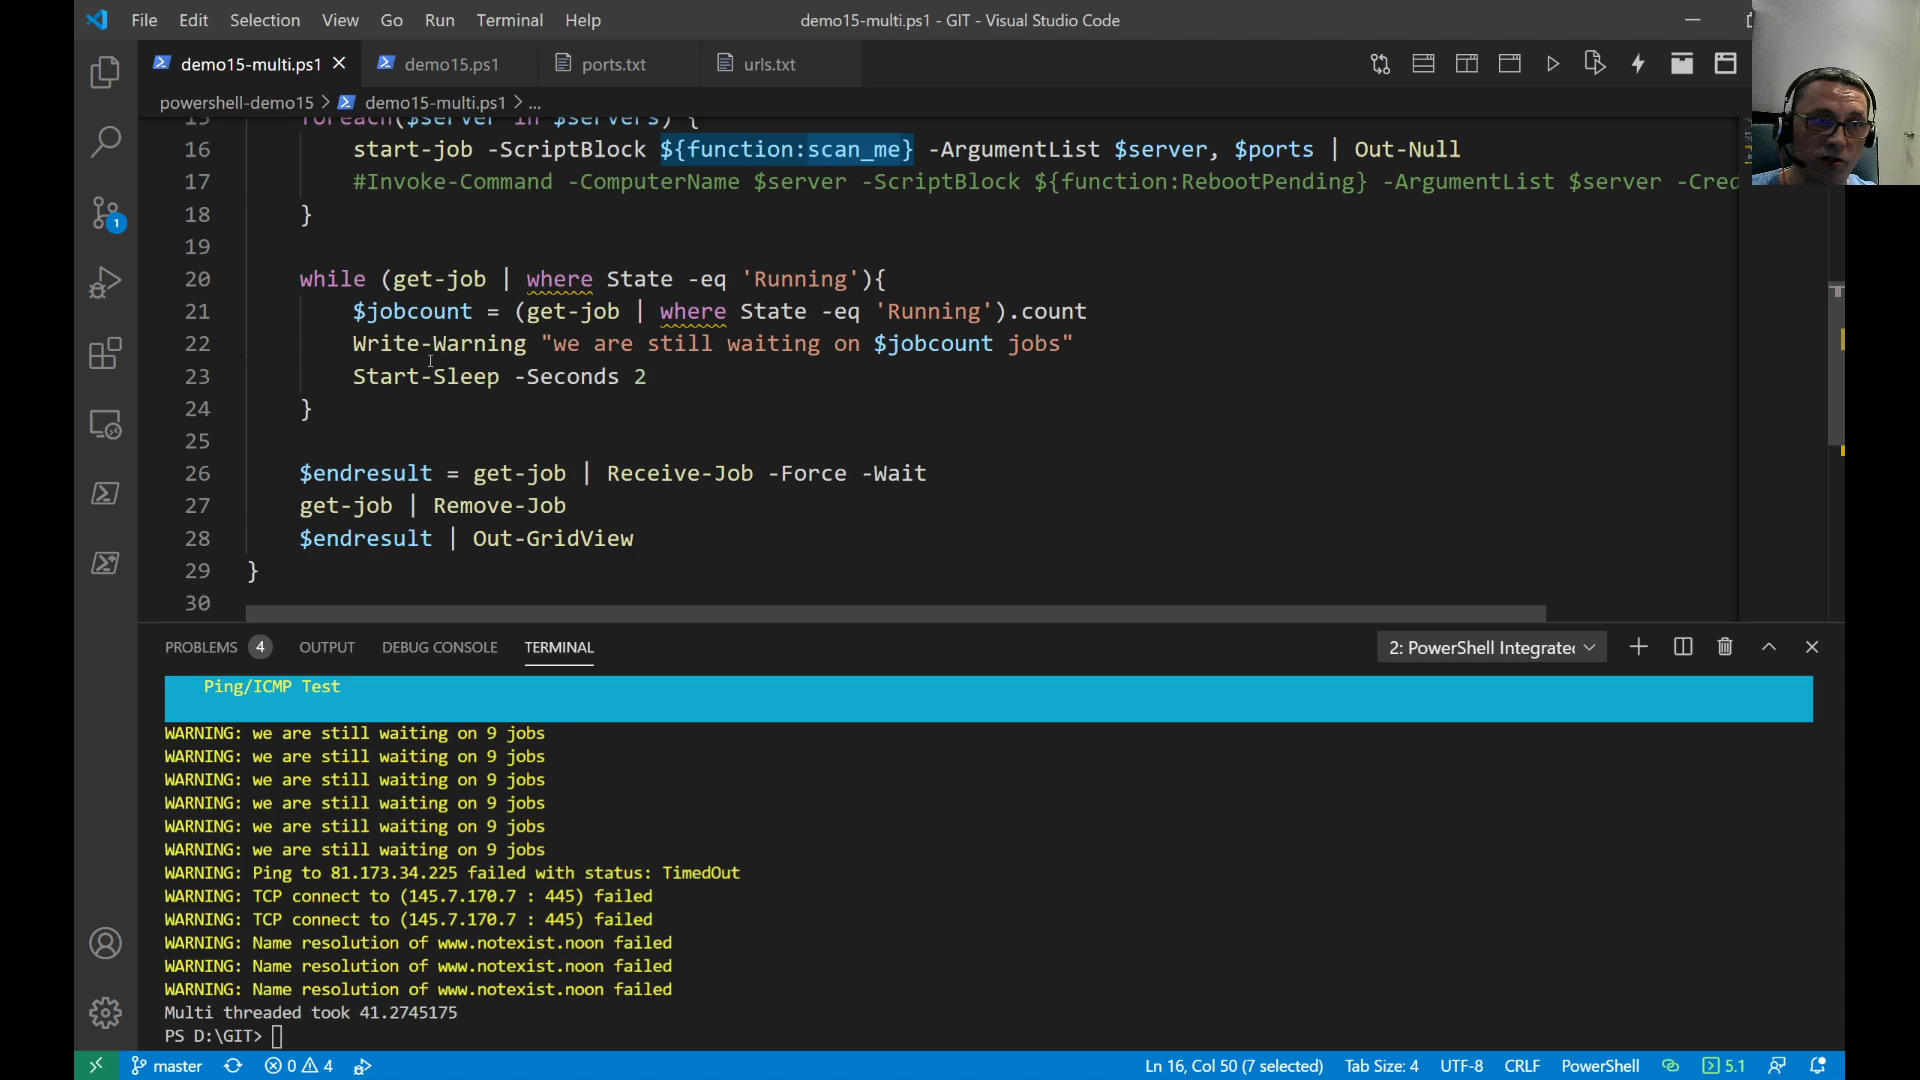 File Edit Selection View Go Run Terminal Help
demo15-multi.ps1 - GIT - Visual Studio Code
demo15-multi.ps1 demo15.ps1 ports.txt urls.txt
powershell-demo15 > demo15-multi.ps1 > ...
15 foreach($server in $servers) {
16 start-job -ScriptBlock ${function:scan_me} -ArgumentList $server, $ports | Out-Null
17 #Invoke-Command -ComputerName $server -ScriptBlock ${function:RebootPending} -ArgumentList $server -Cred
18 }
19
20 while (get-job | where State -eq 'Running'){
21 $jobcount = (get-job | where State -eq 'Running').count
22 Write-Warning "we are still waiting on $jobcount jobs"
23 Start-Sleep -Seconds 2
24 }
25
26 $endresult = get-job | Receive-Job -Force -Wait
27 get-job | Remove-Job
28 $endresult | Out-GridView
29 }
30
1
PROBLEMS 4 OUTPUT DEBUG CONSOLE TERMINAL
2: PowerShell Integrate
Ping/ICMP Test
WARNING: we are still waiting on 9 jobs
WARNING: we are still waiting on 9 jobs
WARNING: we are still waiting on 9 jobs
WARNING: we are still waiting on 9 jobs
WARNING: we are still waiting on 9 jobs
WARNING: we are still waiting on 9 jobs
WARNING: Ping to 81.173.34.225 failed with status: TimedOut
WARNING: TCP connect to (145.7.170.7 : 445) failed
WARNING: TCP connect to (145.7.170.7 : 445) failed
WARNING: Name resolution of www.notexist.noon failed
WARNING: Name resolution of www.notexist.noon failed
WARNING: Name resolution of www.notexist.noon failed
Multi threaded took 41.2745175
PS D:\GIT>
master 0 4 Ln 16, Col 50 (7 selected) Tab Size: 4 UTF-8 CRLF PowerShell 5.1